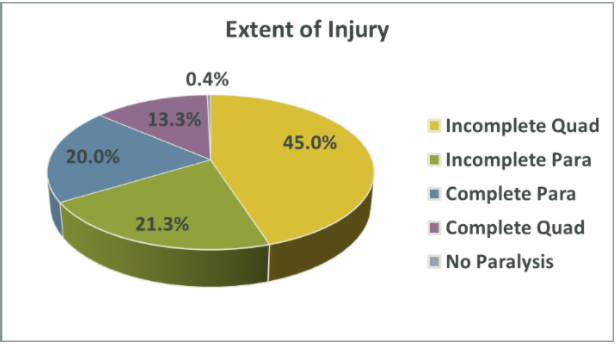 Extent of Injury
0.4%
13.3%
45.0%
20.0%
21.3%
Incomplete Quad
Incomplete Para
Complete Para
Complete Quad
No Paralysis